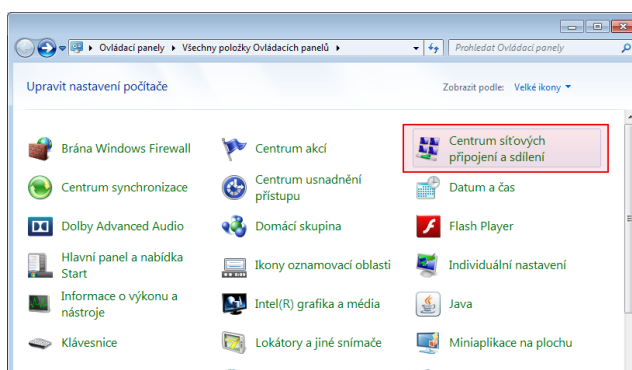 Ovládací panely Všechny položky Ovládacích panelů
Prohledat Ovládací panely
Upravit nastavení počítače
Zobrazit podle: Velké ikony
Brána Windows Firewall
Centrum akcí
Centrum síťových
připojení a sdílení
Centrum synchronizace
Centrum usnadnění
přístupu
Datum a čas
Dolby Advanced Audio
Domácí skupina
Flash Player
Hlavní panel a nabídka
Start
Ikony oznamovací oblasti
Individuální nastavení
Informace o výkonu a
nástroje
Intel(R) grafika a média
Java
Klávesnice
Lokátory a jiné snímače
Miniaplikace na plochu